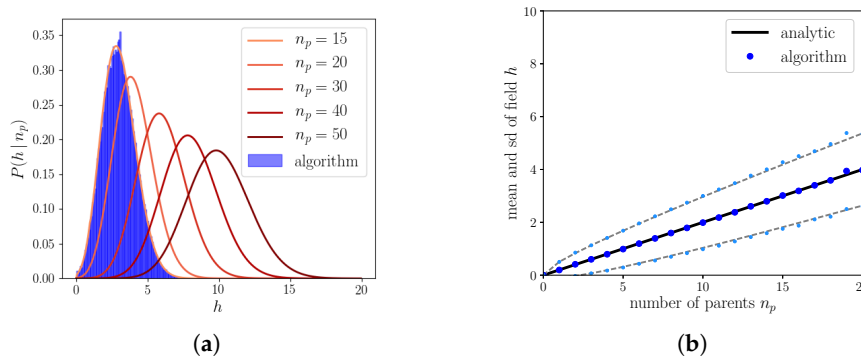 0.35
0.30
0.25
0.20
0.15
0.10
0.05
0.00
P(h | n_p)
0 5 10 15 20
h
n_p = 15
n_p = 20
n_p = 30
n_p = 40
n_p = 50
algorithm
(a)
10
8
6
4
2
0
mean and sd of field h
0 5 10 15 20
number of parents n_p
analytic
algorithm
(b)